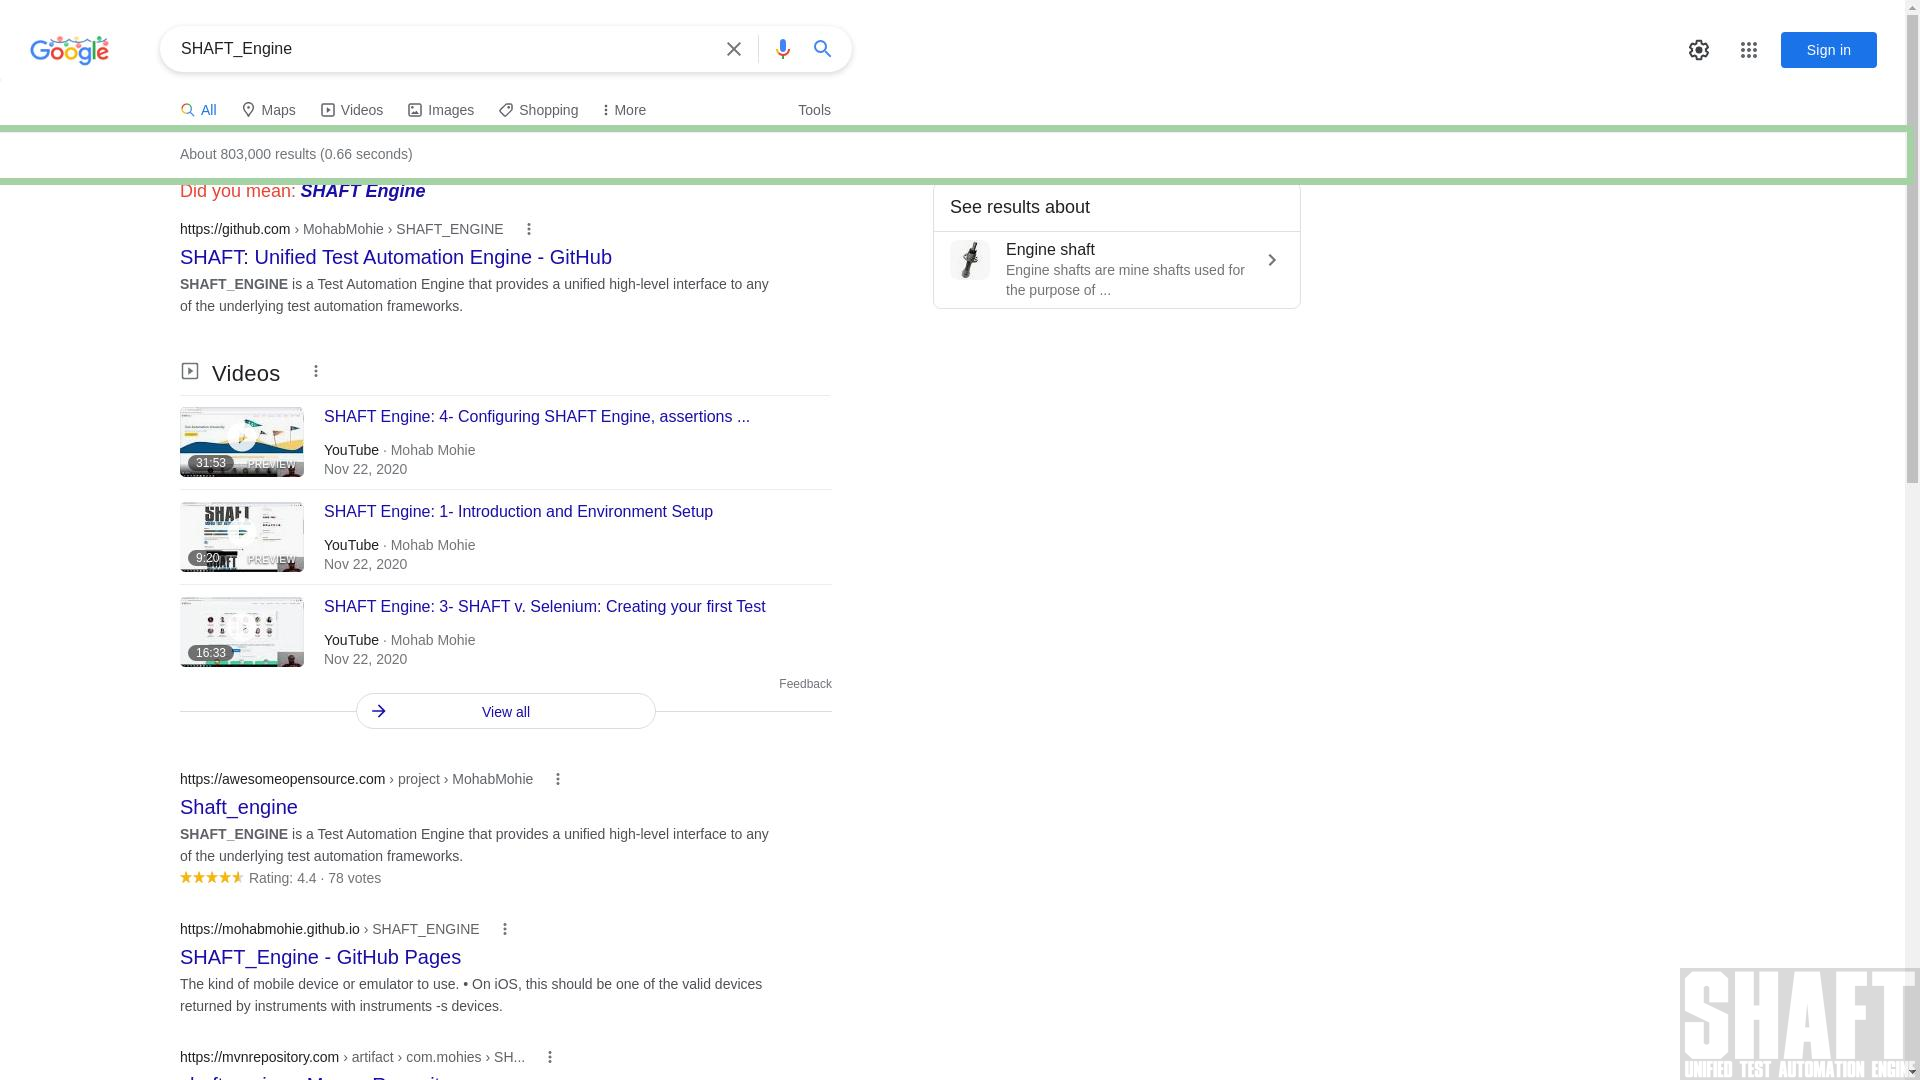 Google
SHAFT_Engine
Sign in
All
Maps
Videos
Images
Shopping
More
Tools
About 803,000 results (0.66 seconds)
Did you mean: SHAFT Engine
https://github.com › MohabMohie › SHAFT_ENGINE
SHAFT: Unified Test Automation Engine - GitHub
SHAFT_ENGINE is a Test Automation Engine that provides a unified high-level interface to any
of the underlying test automation frameworks.
See results about
Engine shaft
Engine shafts are mine shafts used for
the purpose of ...
Videos
31:53
PREVIEW
SHAFT Engine: 4- Configuring SHAFT Engine, assertions ...
YouTube · Mohab Mohie
Nov 22, 2020
SHAFT
9:20
PREVIEW
SHAFT Engine: 1- Introduction and Environment Setup
YouTube · Mohab Mohie
Nov 22, 2020
16:33
SHAFT Engine: 3- SHAFT v. Selenium: Creating your first Test
YouTube · Mohab Mohie
Nov 22, 2020
Feedback
View all
https://awesomeopensource.com › project › MohabMohie
Shaft_engine
SHAFT_ENGINE is a Test Automation Engine that provides a unified high-level interface to any
of the underlying test automation frameworks.
Rating: 4.4 · 78 votes
https://mohabmohie.github.io › SHAFT_ENGINE
SHAFT_Engine - GitHub Pages
The kind of mobile device or emulator to use. • On iOS, this should be one of the valid devices
returned by instruments with instruments -s devices.
https://mvnrepository.com › artifact › com.mohies › SH...
SHAFT
UNIFIED TEST AUTOMATION ENGINE